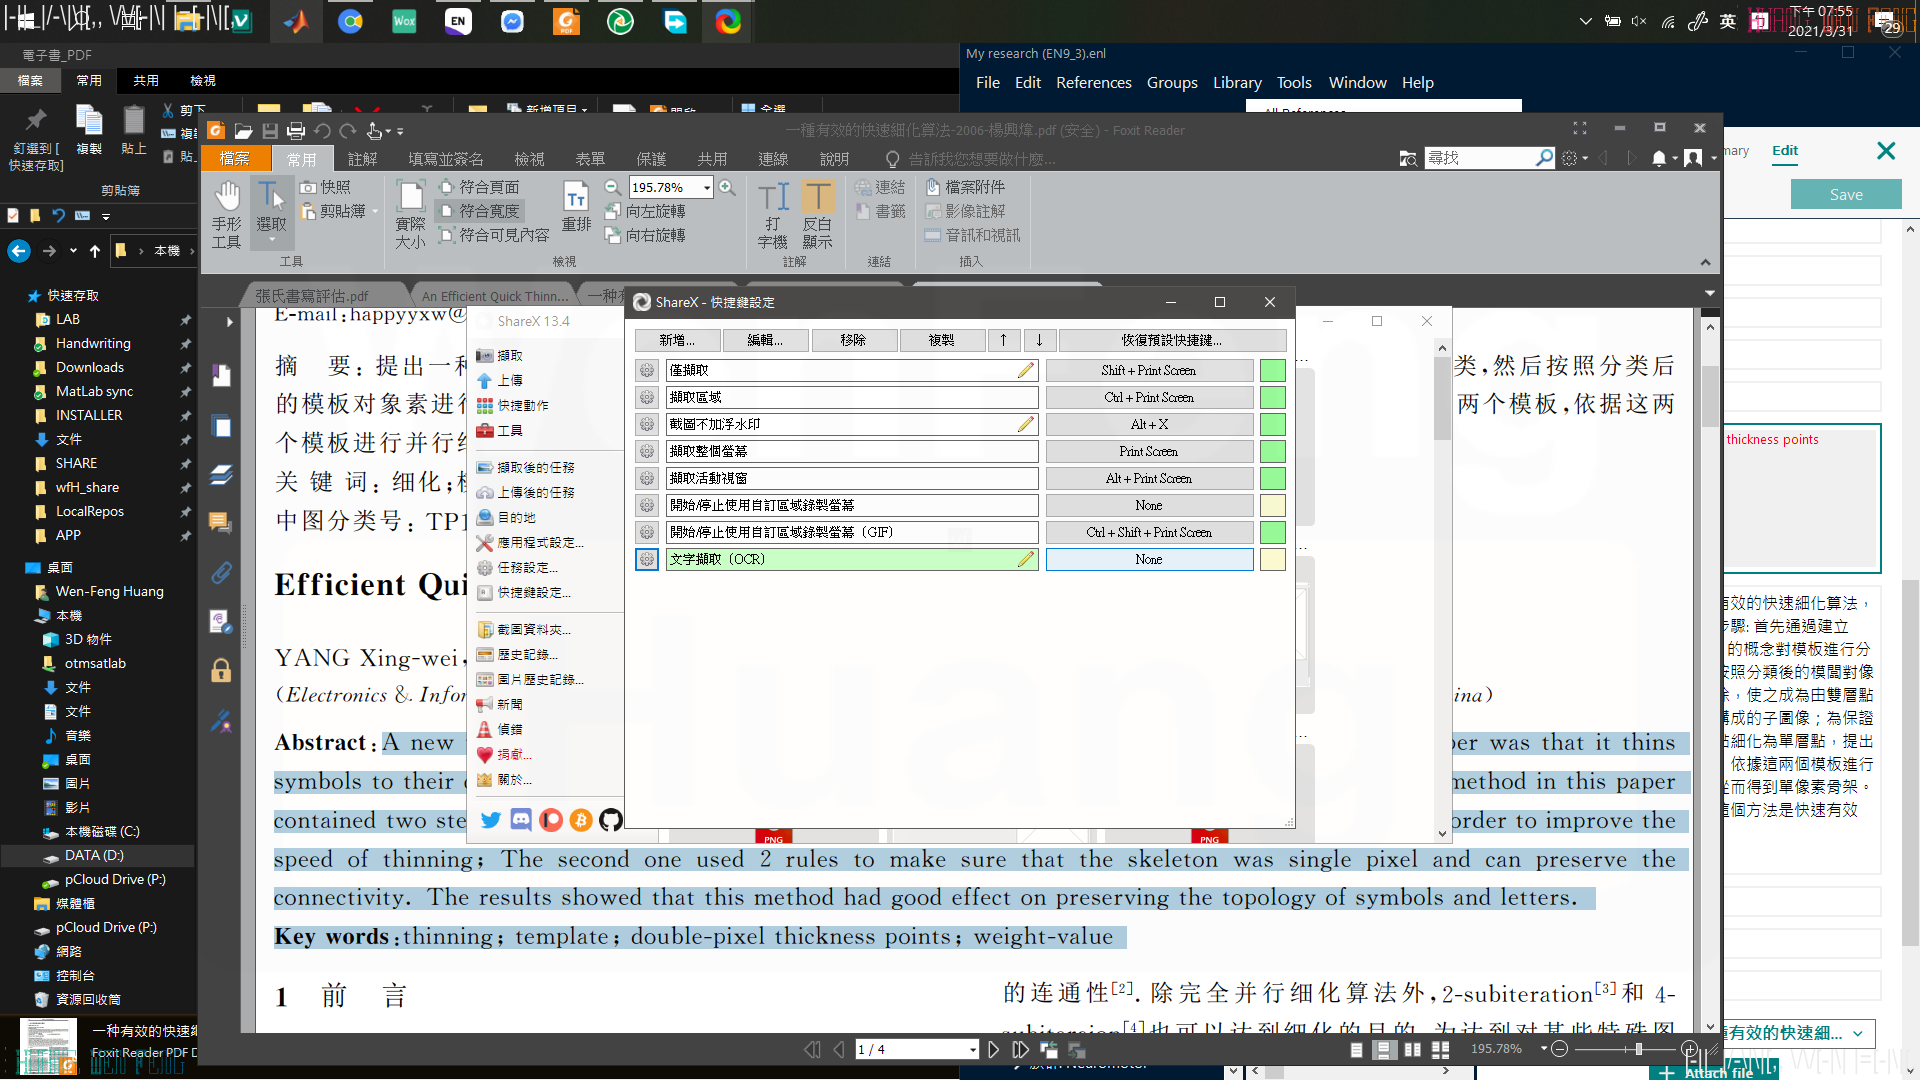 下午 07:55
英
2021/3/31
29
Wox
EN
電子書_PDF
檔案
常用
共用
檢視
My research (EN9_3).enl
File Edit References Groups Library Tools Window Help
釘選到 [
快速存取]
複製
貼上
剪下
剪貼簿
一種有效的快速細化算法-2006-楊興煒.pdf (安全) - Foxit Reader
檔案 常用 註解 填寫並簽名 檢視 表單 保護 共用 連線 說明 告訴我您想要做什麼...
尋找
Edit
Save
手形
工具
選取
快照
剪貼簿
工具
實際
大小
符合頁面
符合寬度
符合可見內容
重排
195.78%
向左旋轉
向右旋轉
檢視
打
字機
反白
顯示
註解
連結
書籤
連結
檔案附件
影像註解
音訊和視訊
插入
本機
張氏書寫評估.pdf
An Efficient Quick Thinn...
快速存取
LAB
Handwriting
Downloads
MatLab sync
INSTALLER
文件
SHARE
wfH_share
LocalRepos
APP
桌面
Wen-Feng Huang
本機
3D 物件
otmsatlab
文件
文件
音樂
桌面
圖片
影片
本機磁碟 (C:)
DATA (D:)
pCloud Drive (P:)
媒體櫃
pCloud Drive (P:)
網路
控制台
資源回收筒
一种有效的快速
Foxit Reader PDF D
ShareX 13.4
擷取
上傳
快捷動作
工具
擷取後的任務
上傳後的任務
目的地
應用程式設定...
任務設定...
快捷鍵設定...
截圖資料夾...
歷史記錄...
圖片歷史記錄...
新聞
偵錯
捐獻...
關於...
ShareX - 快捷鍵設定
新增... 編輯... 移除 複製 ↑ ↓ 恢復預設快捷鍵...
僅擷取 Shift + Print Screen
擷取區域 Ctrl + Print Screen
截圖不加浮水印 Alt + X
擷取整個螢幕 Print Screen
擷取活動視窗 Alt + Print Screen
開始/停止使用自訂區域錄製螢幕 None
開始/停止使用自訂區域錄製螢幕 (GIF) Ctrl + Shift + Print Screen
文字擷取 (OCR) None
PNG
PNG
E-mail:happyyxw@
摘 要: 提出一种
类,然后按照分类后
的模板对象素进行
两个模板,依据这两
个模板进行并行
关 键 词: 细化;
中图分类号: TP1
Efficient Qui
YANG Xing-wei,
(Electronics &. Infor
ina)
Abstract: A new
per was that it thins
symbols to their
method in this paper
contained two ste
order to improve the
speed of thinning; The second one used 2 rules to make sure that the skeleton was single pixel and can preserve the
connectivity. The results showed that this method had good effect on preserving the topology of symbols and letters.
Key words:thinning; template; double-pixel thickness points; weight-value
1 前 言
的连通性[2]. 除完全并行细化算法外,2-subiteration[3]和 4-
thickness points
有效的快速細化算法,
步驟: 首先通過建立
的概念對模板進行分
按照分類後的模闆對像
除, 使之成為由雙層點
構成的子圖像; 為保證
點細化為單層點, 提出
依據這兩個模板進行
從而得到單像素骨架。
這個方法是快速有效
有效的快速細...
1 / 4
195.78%
Attach file